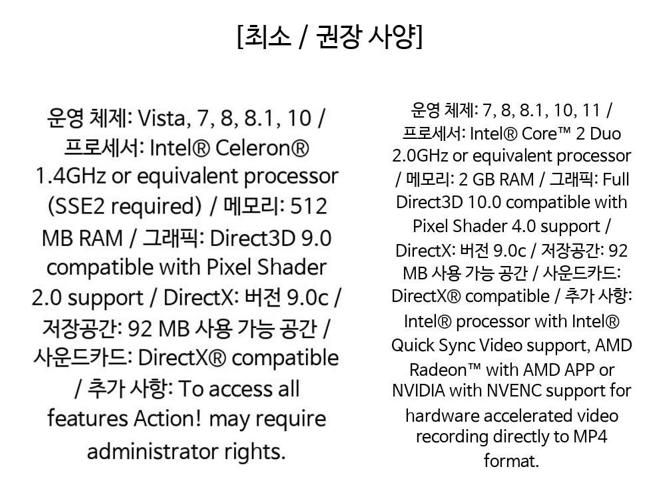 [최소 / 권장 사양]
운영 체제: Vista, 7, 8, 8.1, 10 /
프로세서: Intel® Celeron®
1.4GHz or equivalent processor
(SSE2 required) / 메모리: 512
MB RAM / 그래픽: Direct3D 9.0
compatible with Pixel Shader
2.0 support / DirectX: 버전 9.0c /
저장공간: 92 MB 사용 가능 공간 /
사운드카드: DirectX® compatible
/ 추가 사항: To access all
features Action! may require
administrator rights.
운영 체제: 7, 8, 8.1, 10, 11 /
프로세서: Intel® Core™ 2 Duo
2.0GHz or equivalent processor
/ 메모리: 2 GB RAM / 그래픽: Full
Direct3D 10.0 compatible with
Pixel Shader 4.0 support /
DirectX: 버전 9.0c / 저장공간: 92
MB 사용 가능 공간 / 사운드카드:
DirectX® compatible / 추가 사항:
Intel® processor with Intel®
Quick Sync Video support, AMD
Radeon™ with AMD APP or
NVIDIA with NVENC support for
hardware accelerated video
recording directly to MP4
format.